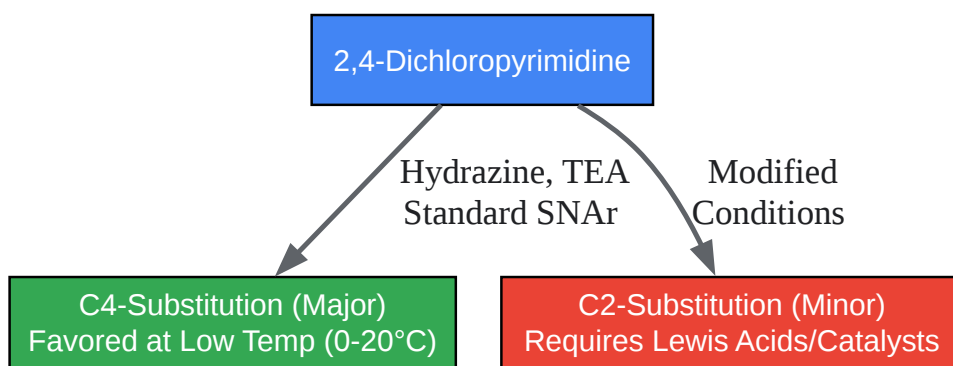 2,4-Dichloropyrimidine
Hydrazine, TEA
Standard SNAr
Modified
Conditions
C4-Substitution (Major)
Favored at Low Temp (0-20°C)
C2-Substitution (Minor)
Requires Lewis Acids/Catalysts